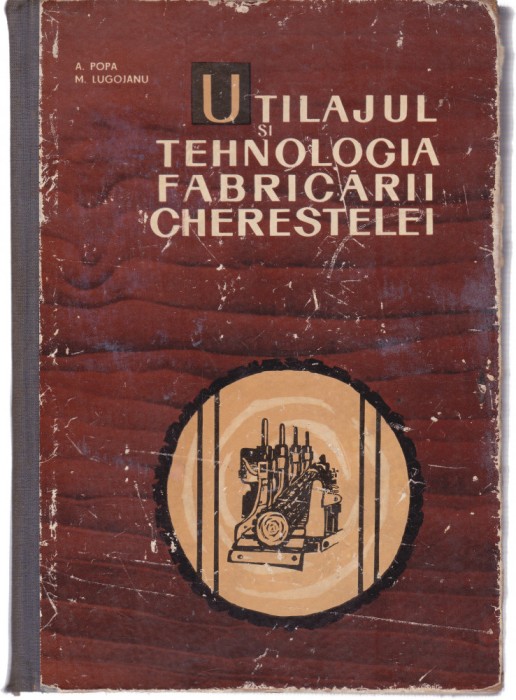 A. POPA
M. LUGOJANU
UTILAJUL
ȘI
TEHNOLOGIA
FABRICĂRII
CHERESTELEI